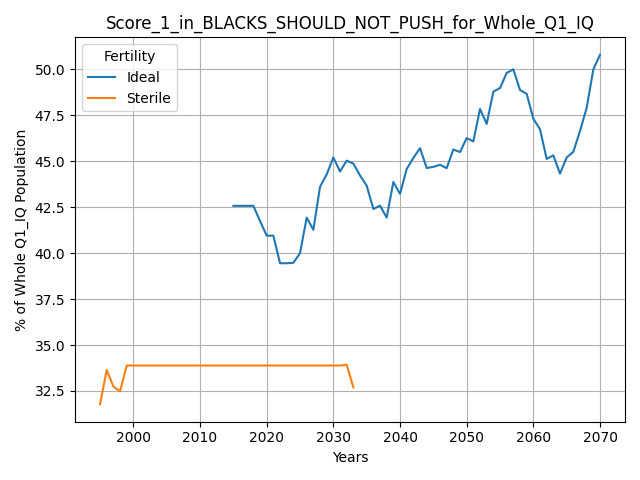 Score_1_in_BLACKS_SHOULD_NOT_PUSH_for_Whole_Q1_IQ
Fertility
Ideal
Sterile
% of Whole Q1_IQ Population
50.0
47.5
45.0
42.5
40.0
37.5
35.0
32.5
2000 2010 2020 2030 2040 2050 2060 2070
Years